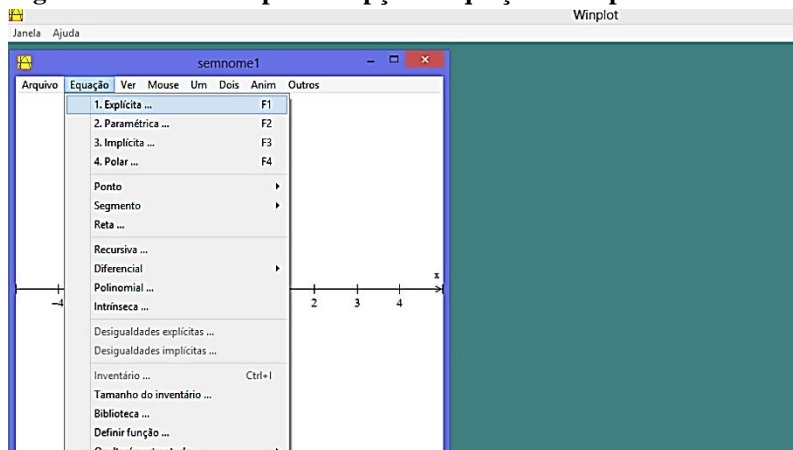 Winplot
Janela Ajuda
semnome1
Arquivo Equação Ver Mouse Um Dois Anim Outros
1. Explícita ... F1
2. Paramétrica ... F2
3. Implícita ... F3
4. Polar ... F4
Ponto
Segmento
Reta ...
Recursiva ...
Diferencial
Polinomial ...
Intrínseca ...
Desigualdades explícitas ...
Desigualdades implícitas ...
Inventário ... Ctrl+I
Tamanho do inventário ...
Biblioteca ...
Definir função ...
x
-4 2 3 4